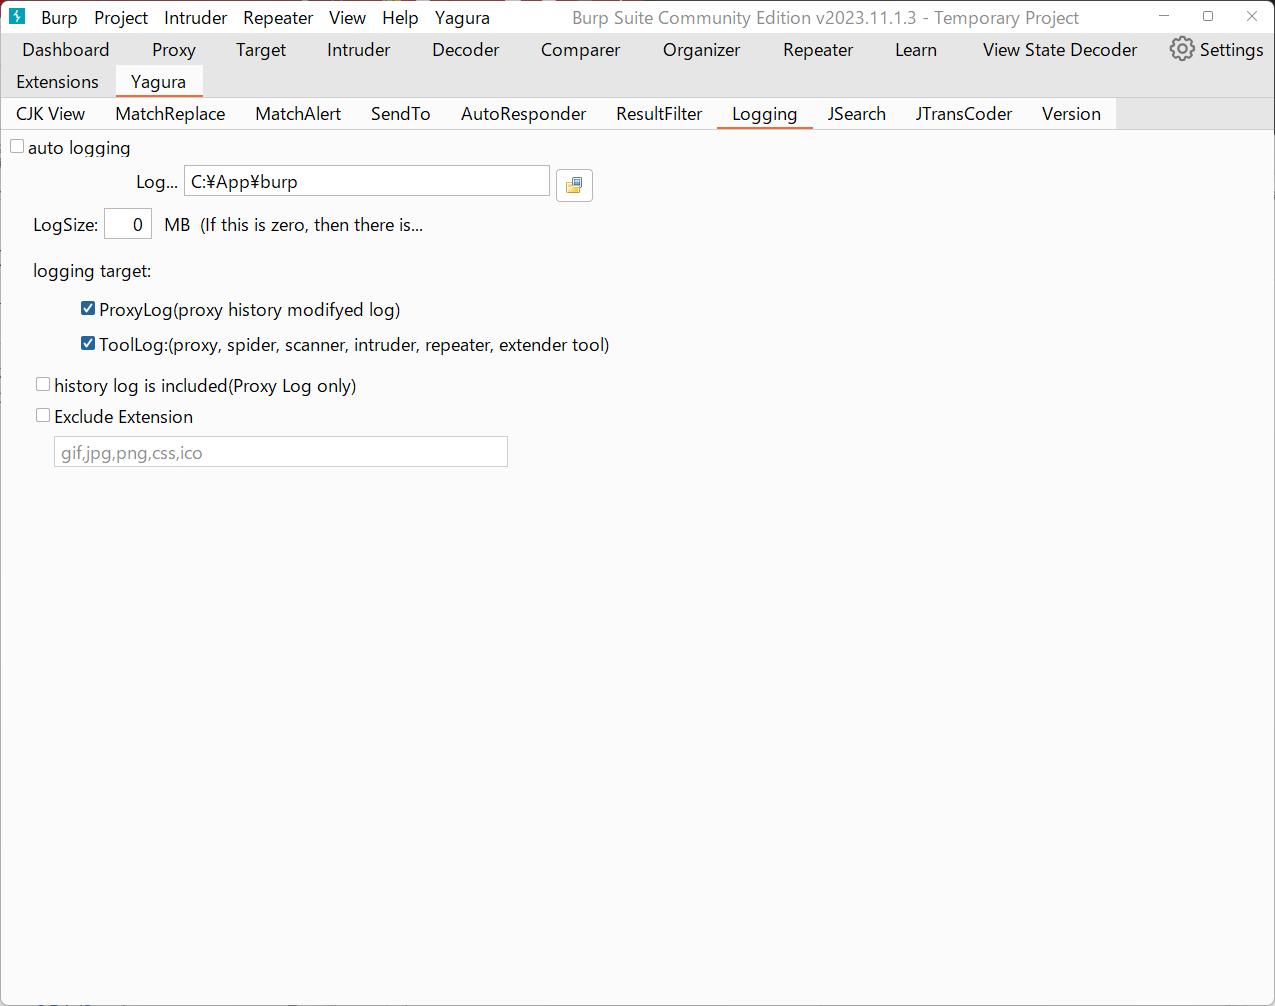 Burp Project Intruder Repeater View Help Yagura Burp Suite Community Edition v2023.11.1.3 - Temporary Project
Dashboard Proxy Target Intruder Decoder Comparer Organizer Repeater Learn View State Decoder Settings
Extensions Yagura
CJK View MatchReplace MatchAlert SendTo AutoResponder ResultFilter Logging JSearch JTransCoder Version
auto logging
Log... C:¥App¥burp
LogSize: 0 MB (If this is zero, then there is...
logging target:
ProxyLog(proxy history modifyed log)
ToolLog:(proxy, spider, scanner, intruder, repeater, extender tool)
history log is included(Proxy Log only)
Exclude Extension
gif,jpg,png,css,ico